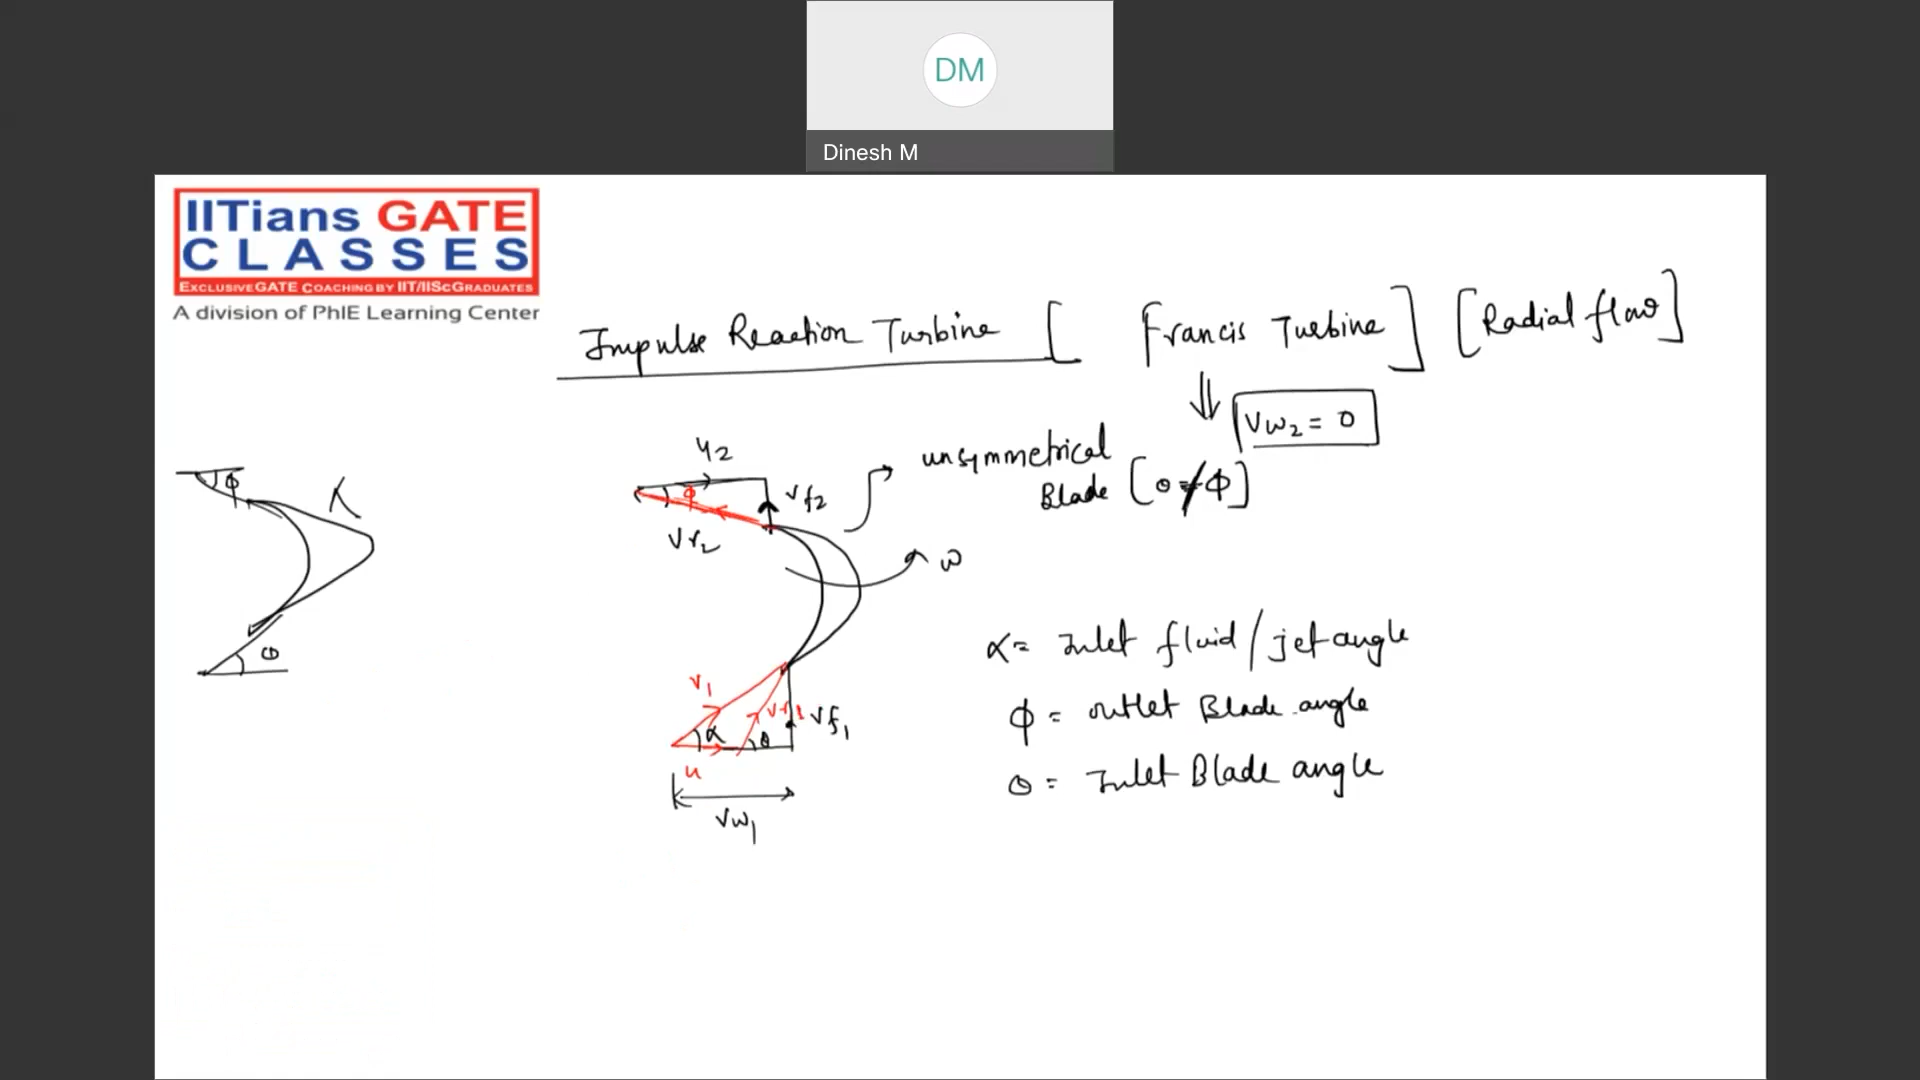 DM
Dinesh M
IITians GATE
CLASSES
EXCLUSIVE GATE COACHING BY IIT/IISc GRADUATES
A division of PhIE Learning Center
Impulse Reaction Turbine [ Francis Turbine ] [Radial flow]
Vw2 = 0
u2
unsymmetrical
Blade [θ≠ϕ]
ϕ
ϕ
Vf2
Vr2
ω
θ
α = Inlet fluid/jet angle
V1
Vr1
Vf1
α
θ
ϕ = outlet Blade angle
u
θ = Inlet Blade angle
Vw1